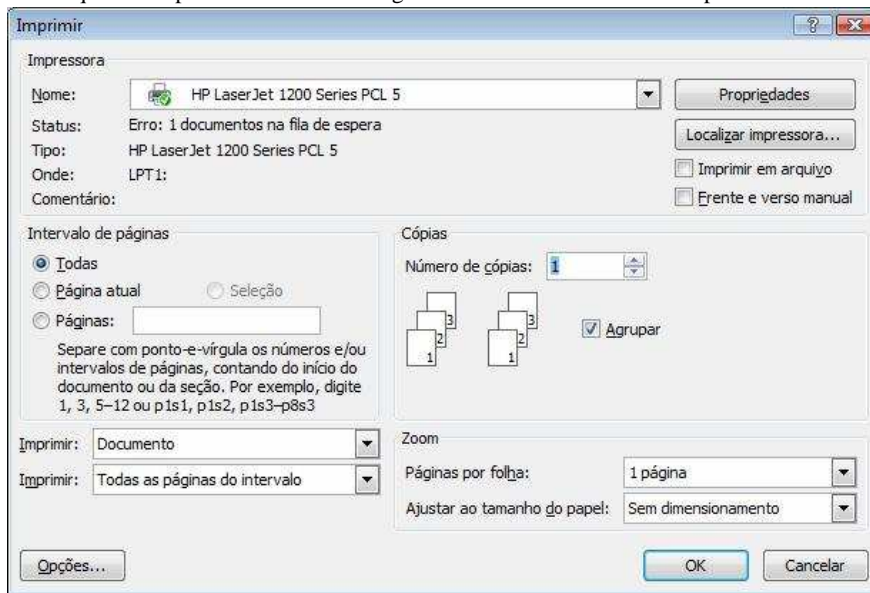 Imprimir
Impressora
Nome: HP LaserJet 1200 Series PCL 5 Propriedades
Status: Erro: 1 documentos na fila de espera Localizar impressora...
Tipo: HP LaserJet 1200 Series PCL 5
Onde: LPT1: Imprimir em arquivo
Comentário: Frente e verso manual
Intervalo de páginas Cópias
Todas Número de cópias: 1
Página atual Seleção
Páginas: 3 2 1 3 2 1 Agrupar
Separe com ponto-e-vírgula os números e/ou
intervalos de páginas, contando do início do
documento ou da seção. Por exemplo, digite
1, 3, 5–12 ou p1s1, p1s2, p1s3–p8s3
Imprimir: Documento Zoom
Imprimir: Todas as páginas do intervalo Páginas por folha: 1 página
Ajustar ao tamanho do papel: Sem dimensionamento
Opções... OK Cancelar